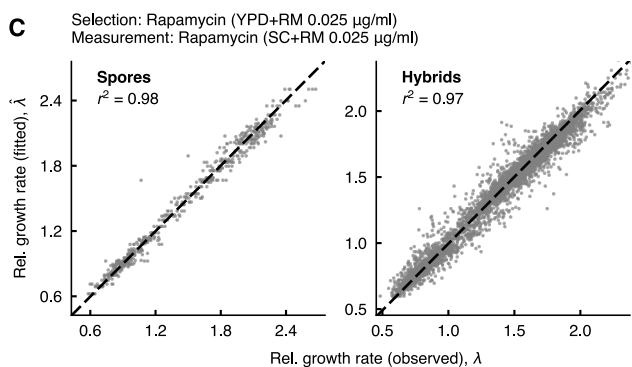 C
Selection: Rapamycin (YPD+RM 0.025 μg/ml)
Measurement: Rapamycin (SC+RM 0.025 μg/ml)
Spores
r² = 0.98
Hybrids
r² = 0.97
Rel. growth rate (fitted), λ̂
2.4
1.8
1.2
0.6
2.0
1.5
1.0
0.5
0.6 1.2 1.8 2.4
0.5 1.0 1.5 2.0
Rel. growth rate (observed), λ